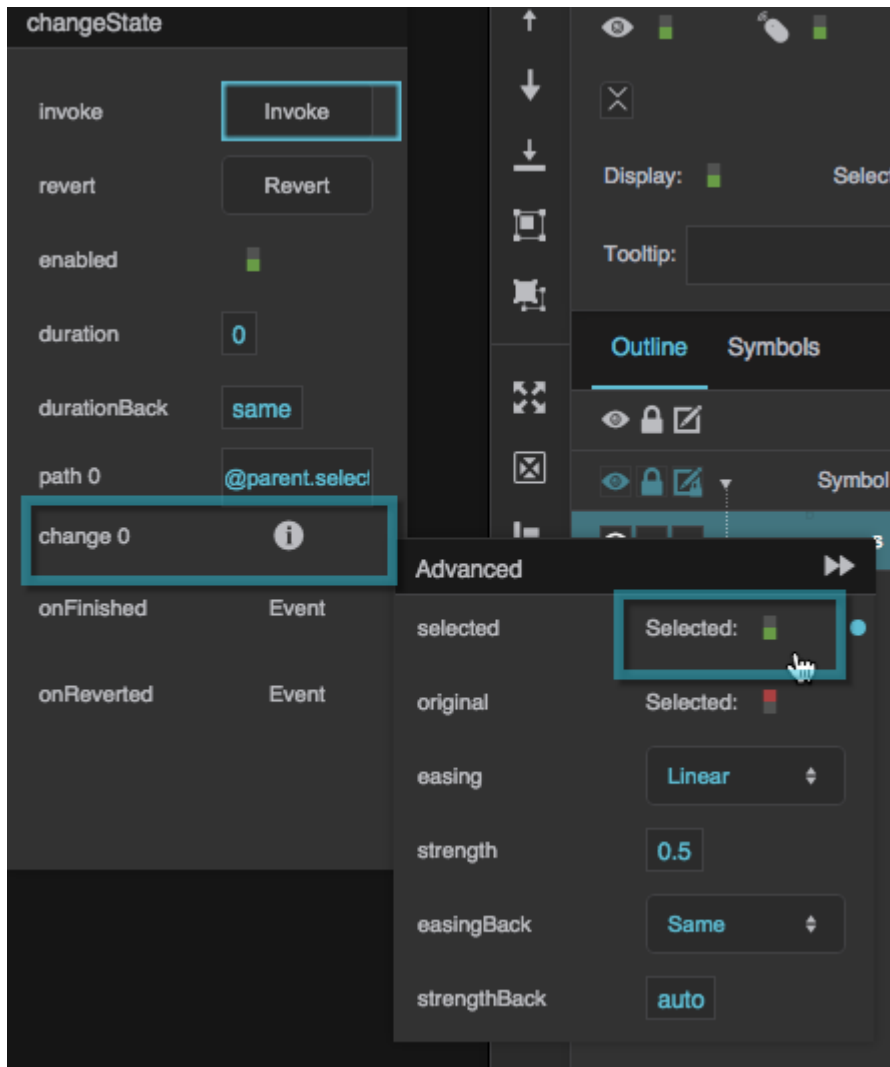 changeState
invoke Invoke
revert Revert
enabled
duration 0
durationBack same
path 0 @parent.select
change 0
onFinished Event
onReverted Event
Display: Select
Tooltip:
Outline Symbols
Symbol
s
Advanced
selected Selected:
original Selected:
easing Linear
strength 0.5
easingBack Same
strengthBack auto